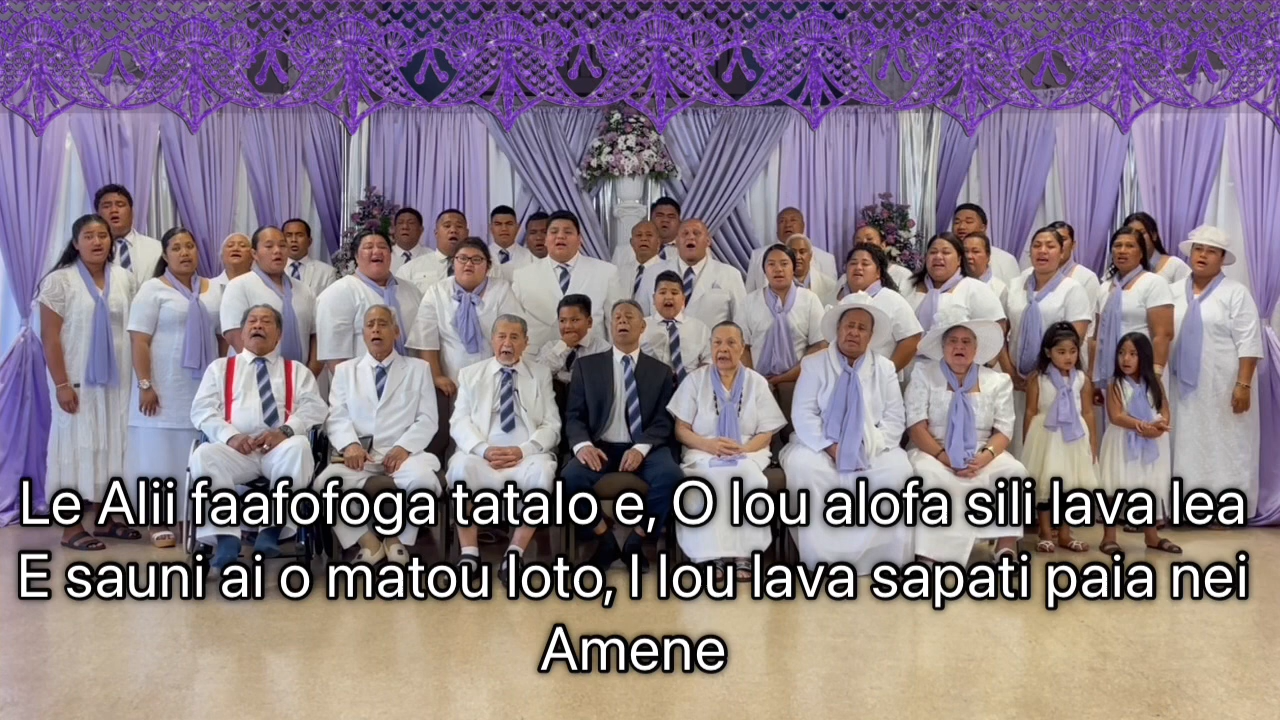 Le Alii faafofoga tatalo e, O lou alofa sili lava lea
E sauni ai o matou loto, I lou lava sapati paia nei
Amene